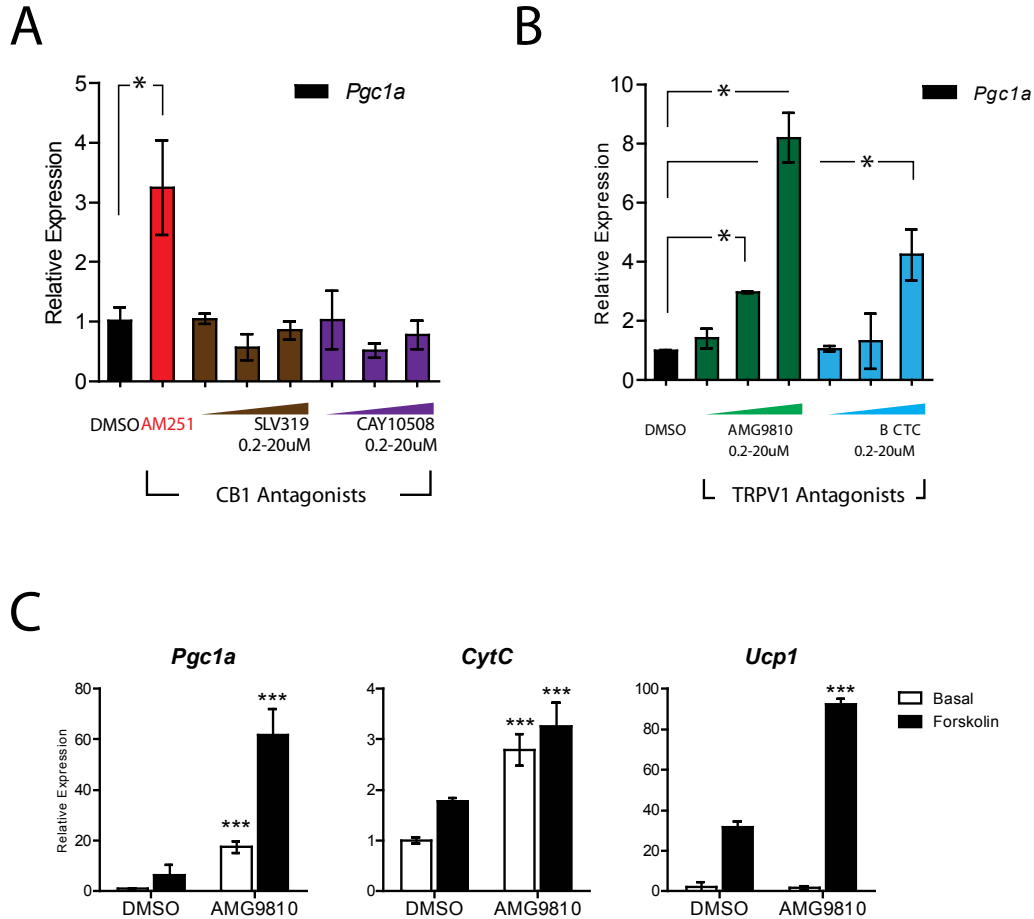 A
5
4
3
2
1
0
Relative Expression
*
Pgc1a
DMSO AM251 SLV319 CAY10508
0.2-20uM 0.2-20uM
CB1 Antagonists
B
10
8
6
4
2
0
Relative Expression
*
*
*
Pgc1a
DMSO AMG9810 B CTC
0.2-20uM 0.2-20uM
TRPV1 Antagonists
C
Pgc1a
80
60
40
20
0
Relative Expression
***
***
DMSO AMG9810
CytC
4
3
2
1
0
***
***
DMSO AMG9810
Ucp1
100
80
60
40
20
0
***
DMSO AMG9810
Basal
Forskolin